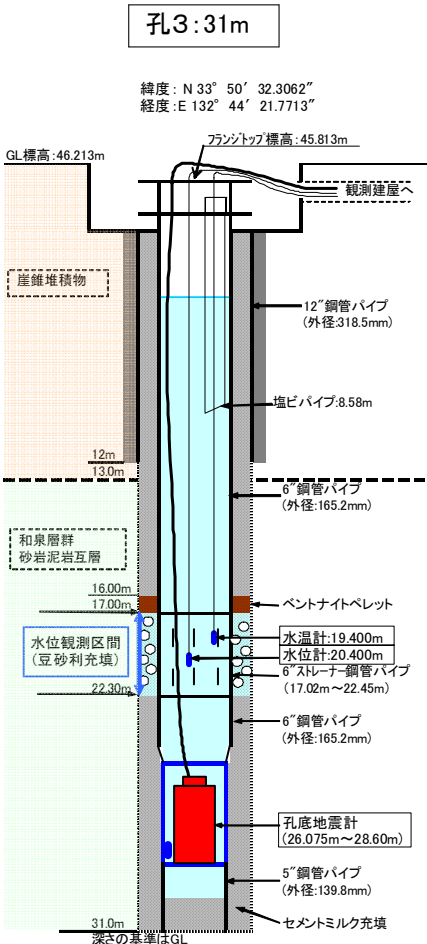 孔3:31m
緯度: N 33° 50′ 32.3062″
経度:E 132° 44′ 21.7713″
フランジトップ標高:45.813m
GL標高:46.213m
観測建屋へ
崖錐堆積物
12″鋼管パイプ
(外径:318.5mm)
塩ビパイプ:8.58m
12m
13.0m
6″鋼管パイプ
(外径:165.2mm)
和泉層群
砂岩泥岩互層
16.00m
17.00m
ベントナイトペレット
水位観測区間
(豆砂利充填)
水温計:19.400m
水位計:20.400m
6″ストレーナー鋼管パイプ
(17.02m～22.45m)
22.30m
6″鋼管パイプ
(外径:165.2mm)
孔底地震計
(26.075m～28.60m)
5″鋼管パイプ
(外径:139.8mm)
セメントミルク充填
31.0m
深さの基準はGL